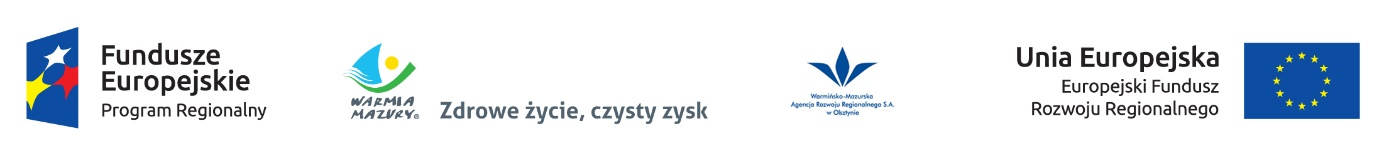 Fundusze
Europejskie
Program Regionalny
WARMIA
MAZURY®
Zdrowe życie, czysty zysk
Warmińsko-Mazurska
Agencja Rozwoju Regionalnego S.A.
w Olsztynie
Unia Europejska
Europejski Fundusz
Rozwoju Regionalnego